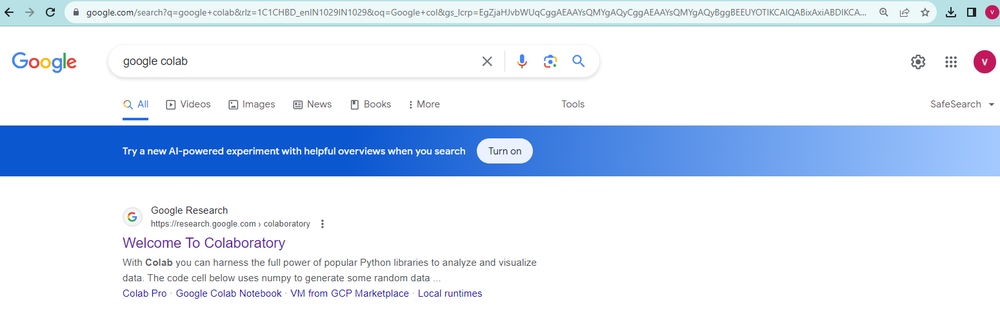 google.com/search?q=google+colab&rlz=1C1CHBD_enIN1029IN1029&oq=Google+col&gs_lcrp=EgZjaHJvbWUqCggAEAAYsQMYgAQyCggAEAAYsQMYgAQyBggBEEUYOTIKCAIQABixAxiABDIKCA...
V
Google
google colab
V
All
Videos
Images
News
Books
More
Tools
SafeSearch
Try a new AI-powered experiment with helpful overviews when you search
Turn on
G
Google Research
https://research.google.com › colaboratory
Welcome To Colaboratory
With Colab you can harness the full power of popular Python libraries to analyze and visualize
data. The code cell below uses numpy to generate some random data ...
Colab Pro · Google Colab Notebook · VM from GCP Marketplace · Local runtimes